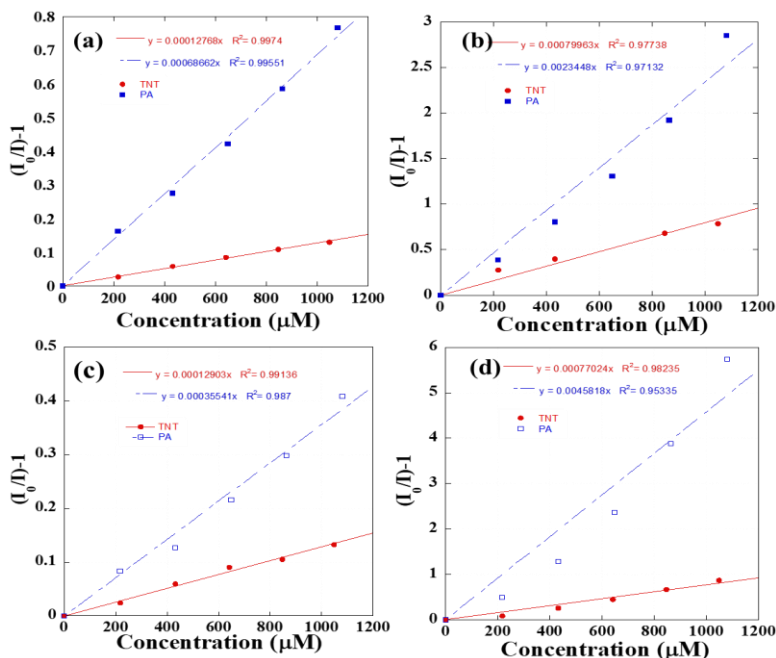 (a)
y = 0.00012768x R²= 0.9974
y = 0.00068662x R²= 0.99551
TNT
PA
(I₀/I)-1
0.8
0.7
0.6
0.5
0.4
0.3
0.2
0.1
0
0 200 400 600 800 1000 1200
Concentration (μM)
(b)
y = 0.00079963x R²= 0.97738
y = 0.0023448x R²= 0.97132
TNT
PA
(I₀/I)-1
3
2.5
2
1.5
1
0.5
0
0 200 400 600 800 1000 1200
Concentration (μM)
(c)
y = 0.00012903x R²= 0.99136
y = 0.00035541x R²= 0.987
TNT
PA
(I₀/I)-1
0.5
0.4
0.3
0.2
0.1
0
0 200 400 600 800 1000 1200
Concentration (μM)
(d)
y = 0.00077024x R²= 0.98235
y = 0.0045818x R²= 0.95335
TNT
PA
(I₀/I)-1
6
5
4
3
2
1
0
0 200 400 600 800 1000 1200
Concentration (μM)